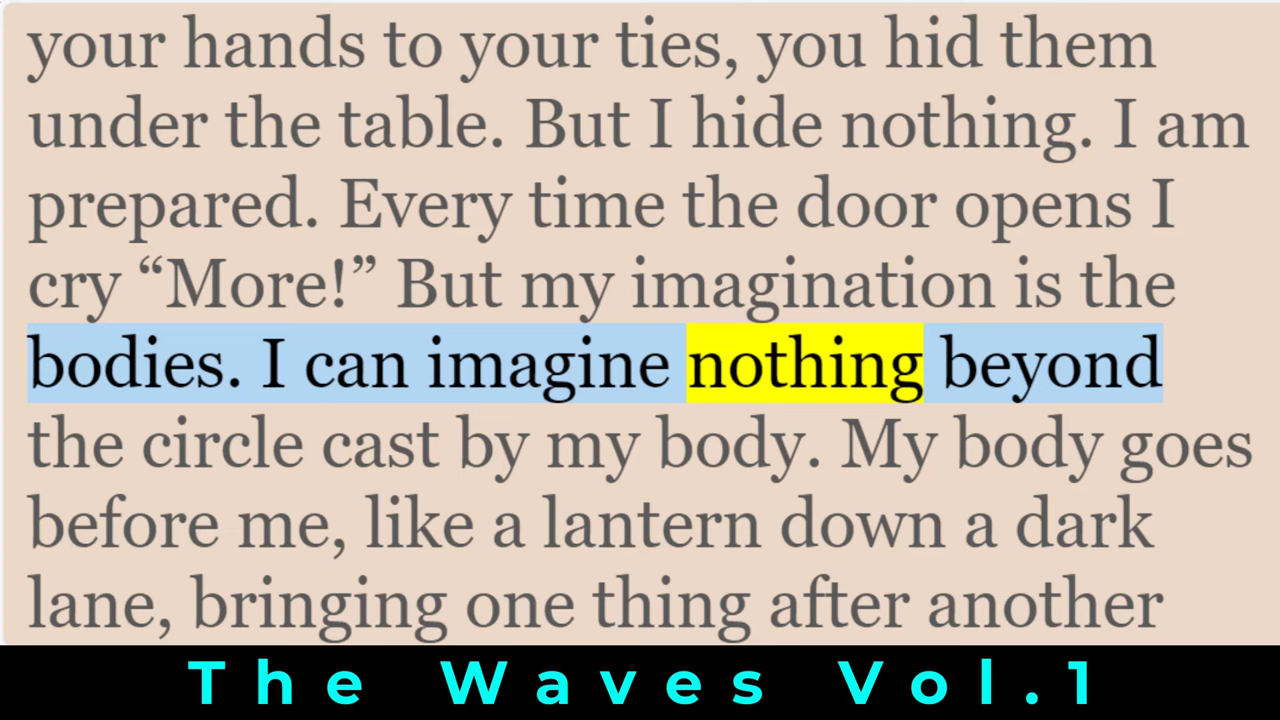 your hands to your ties, you hid them
under the table. But I hide nothing. I am
prepared. Every time the door opens I
cry “More!” But my imagination is the
bodies. I can imagine nothing beyond
the circle cast by my body. My body goes
before me, like a lantern down a dark
lane, bringing one thing after another
The Waves Vol.1